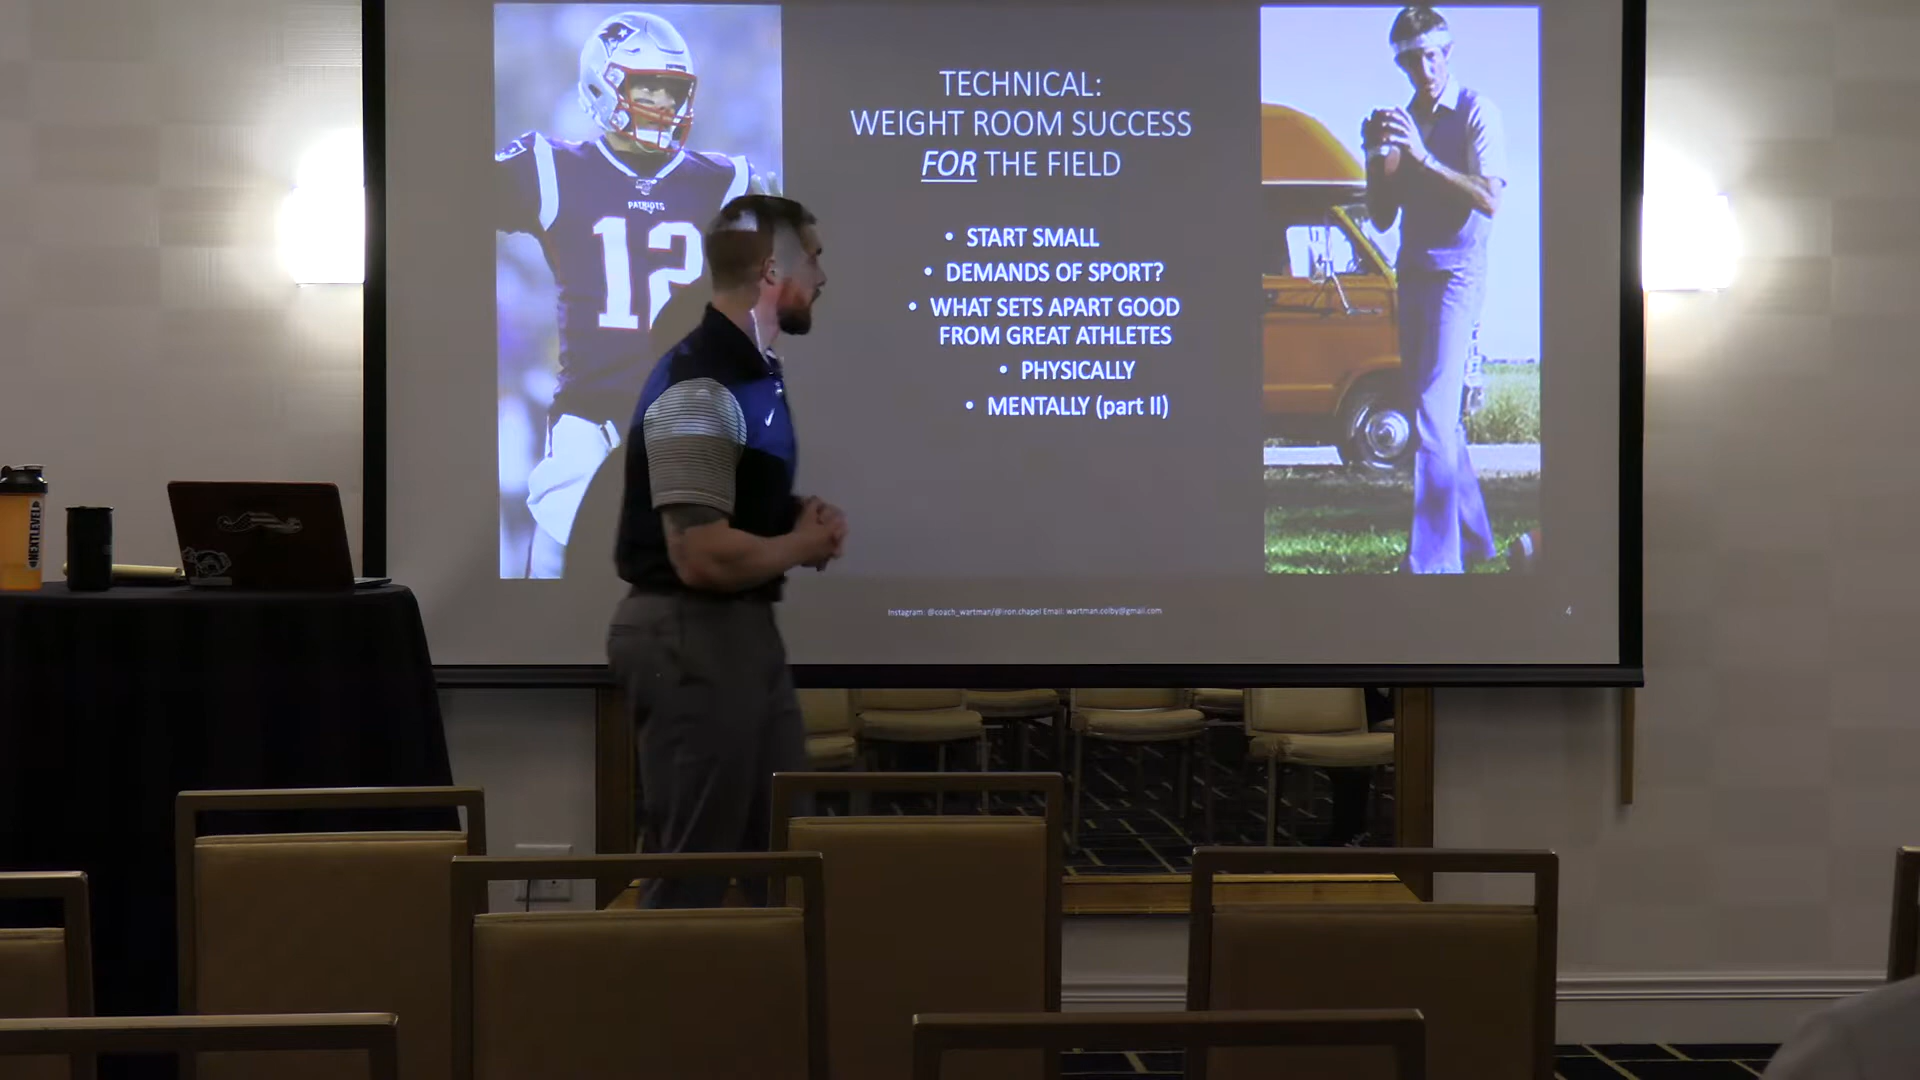 TECHNICAL:
WEIGHT ROOM SUCCESS
FOR THE FIELD
• START SMALL
• DEMANDS OF SPORT?
• WHAT SETS APART GOOD
FROM GREAT ATHLETES
• PHYSICALLY
• MENTALLY (part II)
PATRIOTS
12
NEXTLEVEL
Instagram: @coach_wartman/@iron.chapel Email: wartman.colby@gmail.com
4